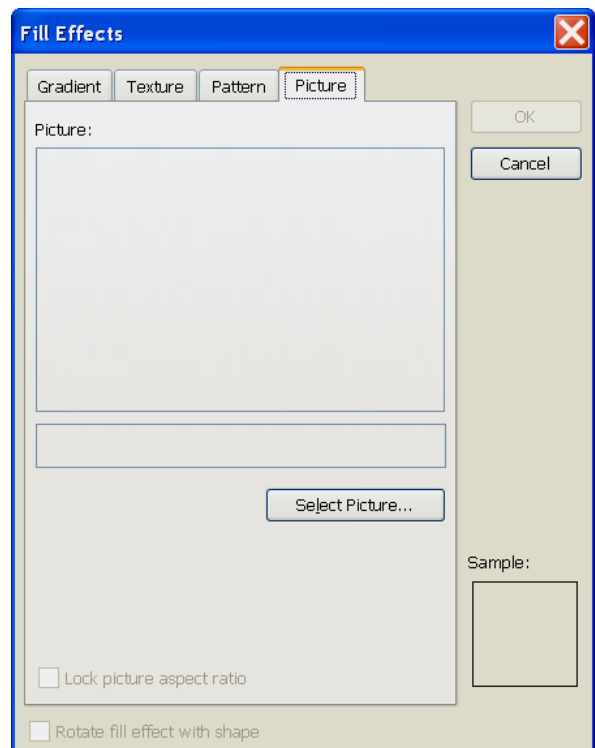 Fill Effects
Gradient Texture Pattern Picture
OK
Picture:
Cancel
Select Picture...
Sample:
Lock picture aspect ratio
Rotate fill effect with shape